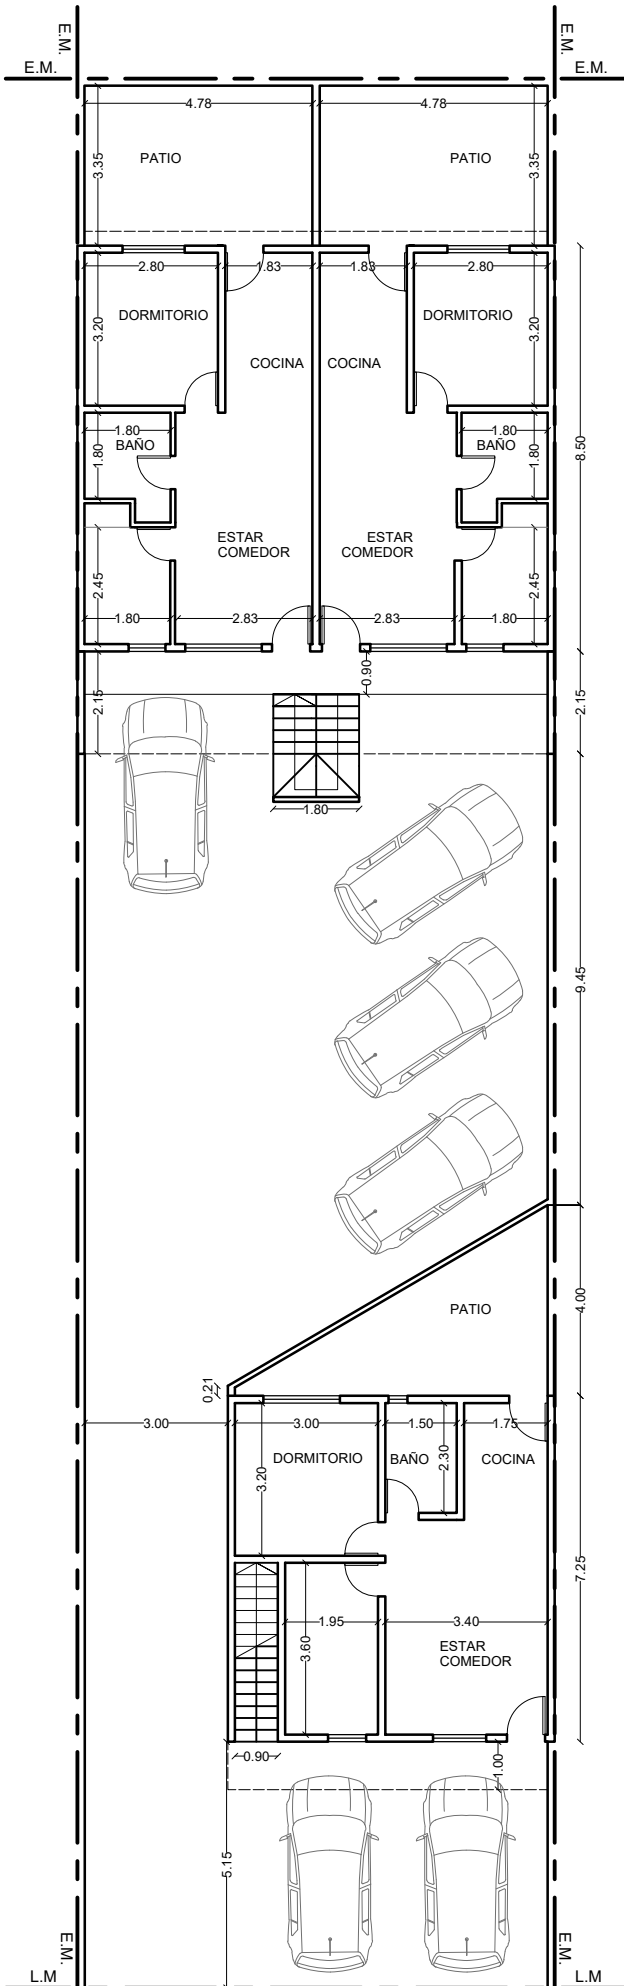 E.M.
E.M.
E.M.
E.M.
4.78
4.78
3.35
PATIO
PATIO
3.35
2.80
1.83
1.83
2.80
3.20
DORMITORIO
DORMITORIO
3.20
COCINA
COCINA
1.80
1.80
1.80
BAÑO
BAÑO
1.80
8.50
ESTAR
COMEDOR
ESTAR
COMEDOR
2.45
2.45
1.80
2.83
2.83
1.80
2.15
0.90
2.15
1.80
9.45
PATIO
4.00
0.21
3.00
3.00
1.50
1.75
DORMITORIO
BAÑO
COCINA
3.20
2.30
7.25
1.95
3.40
3.60
ESTAR
COMEDOR
0.90
1.00
5.15
E.M.
E.M.
L.M
L.M